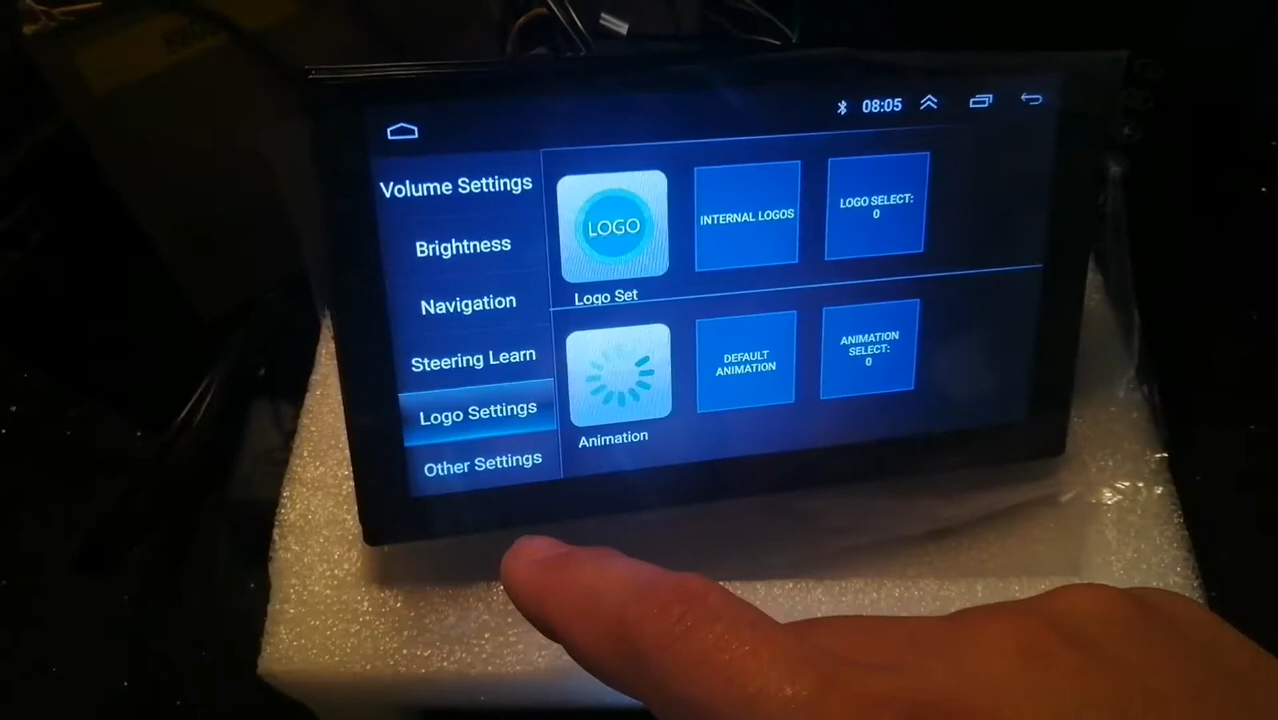 08:05
Volume Settings
Brightness
Navigation
Steering Learn
Logo Settings
Other Settings
LOGO
Logo Set
INTERNAL LOGOS
LOGO SELECT:
0
Animation
DEFAULT
ANIMATION
ANIMATION
SELECT:
0